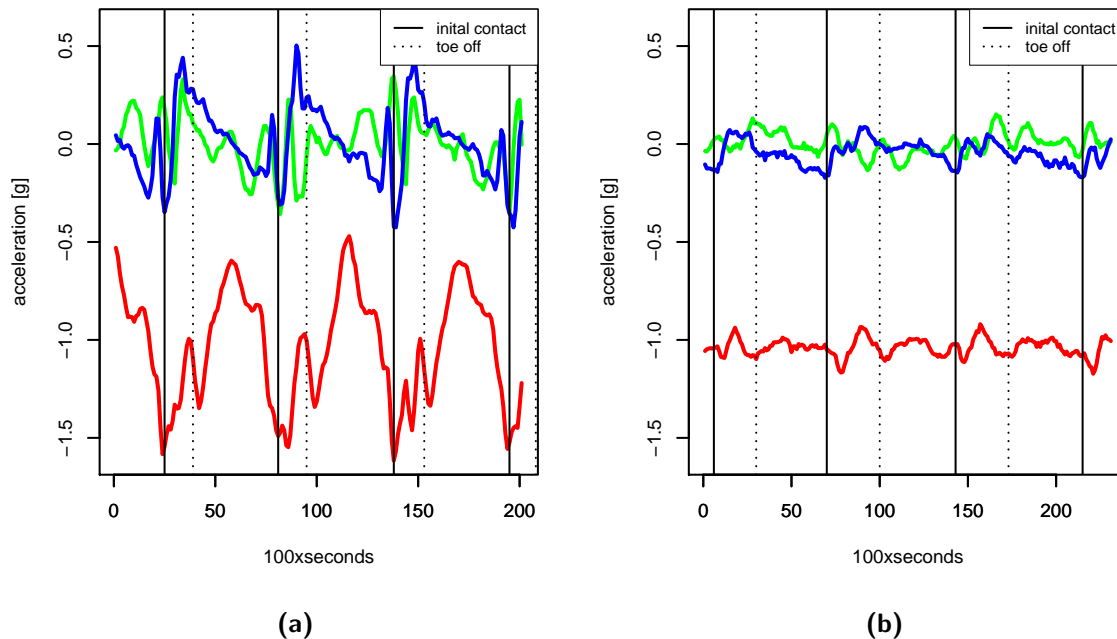 inital contact
toe off
0.5
0.0
−0.5
−1.0
−1.5
acceleration [g]
0 50 100 150 200
100xseconds
(a)
inital contact
toe off
0.5
0.0
−0.5
−1.0
−1.5
acceleration [g]
0 50 100 150 200
100xseconds
(b)